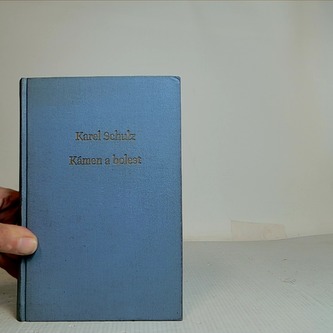 Karel Schulz
Kámen a bolest